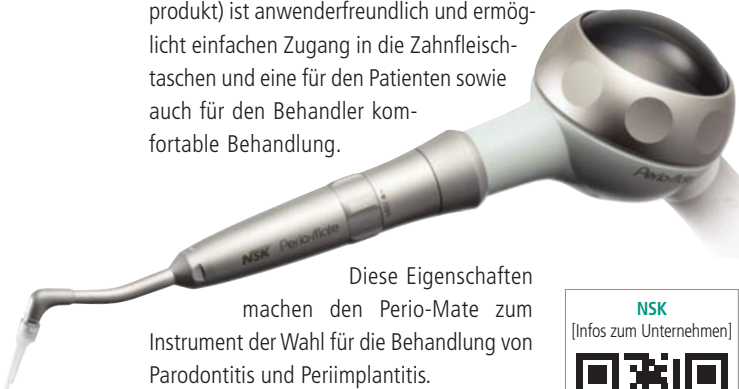 produkt) ist anwenderfreundlich und ermög-
licht einfachen Zugang in die Zahnfleisch-
taschen und eine für den Patienten sowie
auch für den Behandler kom-
fortable Behandlung.
Perio-Mate
NSK Perio-Mate
Diese Eigenschaften
machen den Perio-Mate zum
Instrument der Wahl für die Behandlung von
Parodontitis und Periimplantitis.
NSK
[Infos zum Unternehmen]